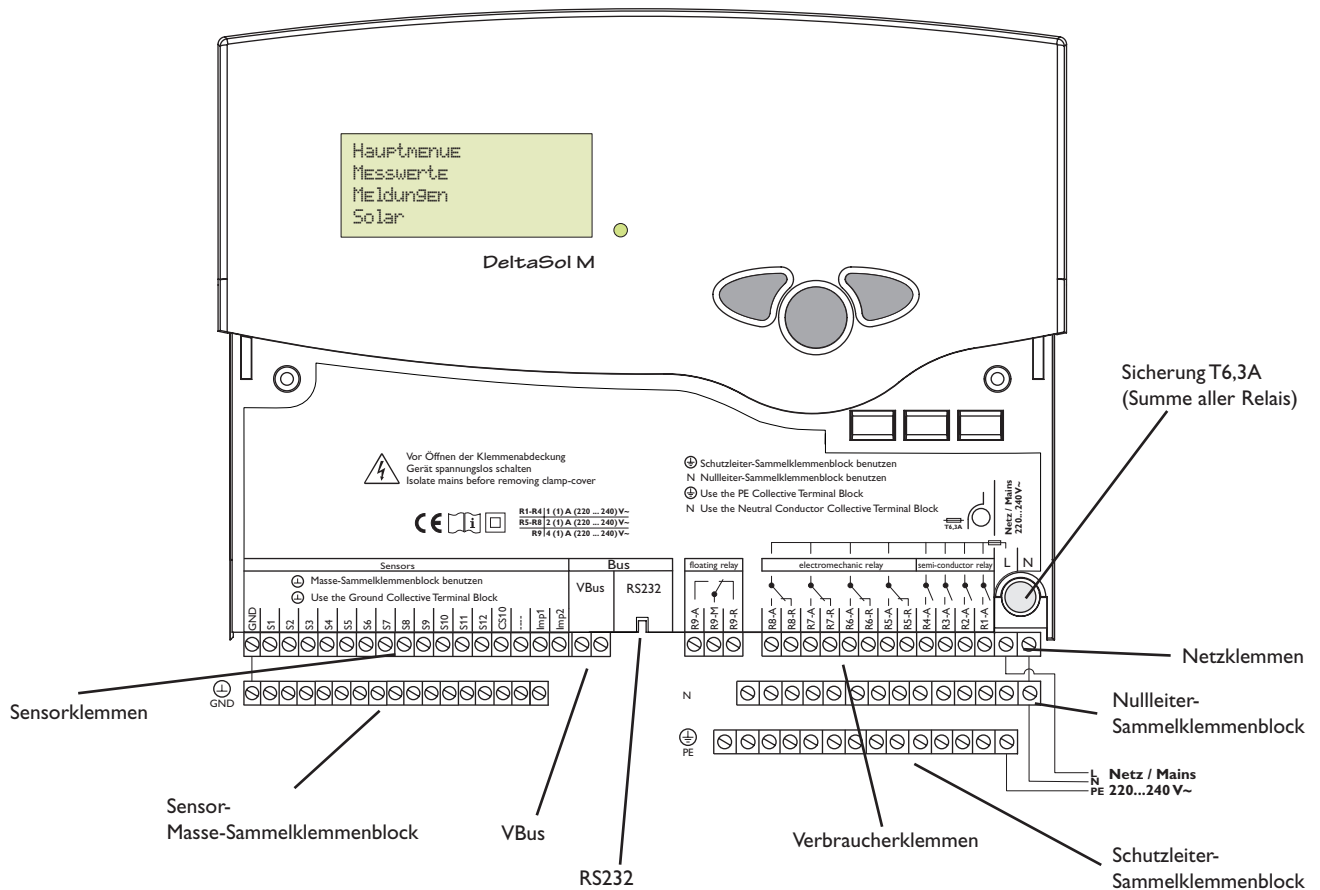 Hauptmenue
Messwerte
Meldungen
Solar
DeltaSol M
Sicherung T6,3A
(Summe aller Relais)
Vor Öffnen der Klemmenabdeckung
Gerät spannungslos schalten
Isolate mains before removing clamp-cover
Schutzleiter-Sammelklemmenblock benutzen
N Nullleiter-Sammelklemmenblock benutzen
Use the PE Collective Terminal Block
N Use the Neutral Conductor Collective Terminal Block
T6,3A
Netz / Mains
220...240 V~
CE i
R1-R4 1 (1) A (220 ... 240) V~
R5-R8 2 (1) A (220 ... 240) V~
R9 4 (1) A (220 ... 240) V~
Sensors
Bus
floating relay
electromechanic relay
semi-conductor relay
L N
Masse-Sammelklemmenblock benutzen
Use the Ground Collective Terminal Block
VBus
RS232
GND S1 S2 S3 S4 S5 S6 S7 S8 S9 S10 S11 S12 CS10 ---- Imp1 Imp2
R9-A R9-M R9-R
R8-A R8-R R7-A R7-R R6-A R6-R R5-A R5-R R4-A R3-A R2-A R1-A
Netzklemmen
GND
N
Sensorklemmen
Nullleiter-
Sammelklemmenblock
PE
L Netz / Mains
N
PE 220...240 V~
Sensor-
Masse-Sammelklemmenblock
VBus
Verbraucherklemmen
RS232
Schutzleiter-
Sammelklemmenblock